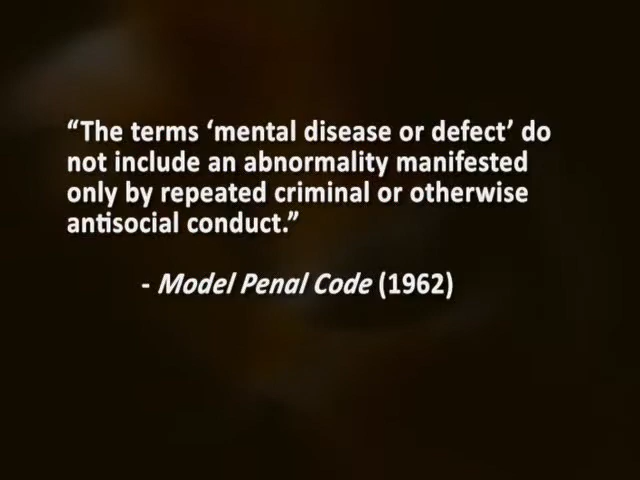 “The terms ‘mental disease or defect’ do
not include an abnormality manifested
only by repeated criminal or otherwise
antisocial conduct.”
- Model Penal Code (1962)